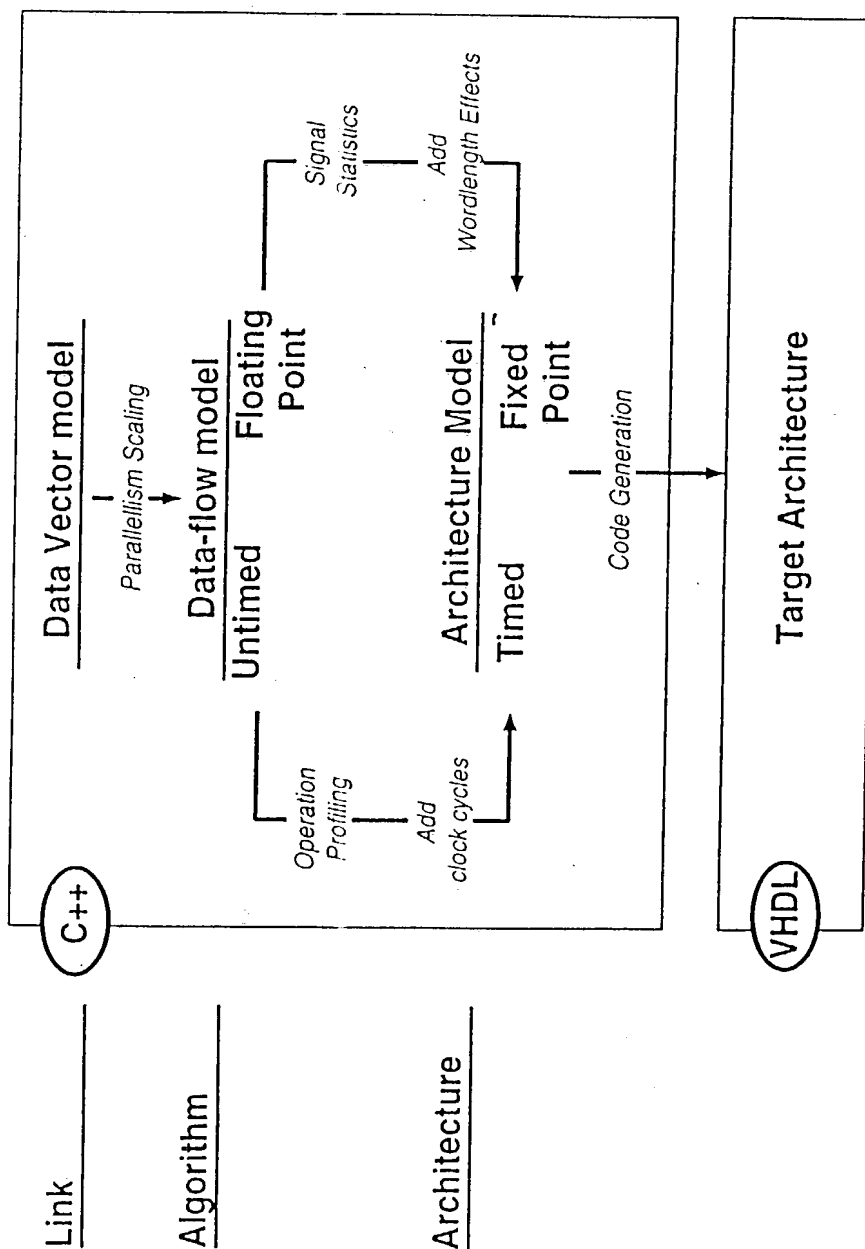 Link
Algorithm
Architecture
C++
Data Vector model
Parallellism Scaling
Data-flow model
Untimed
Floating
Point
Operation
Profiling
Add
clock cycles
Signal
Statistics
Add
Wordlength Effects
Architecture Model
Timed
Fixed
Point
Code Generation
VHDL
Target Architecture